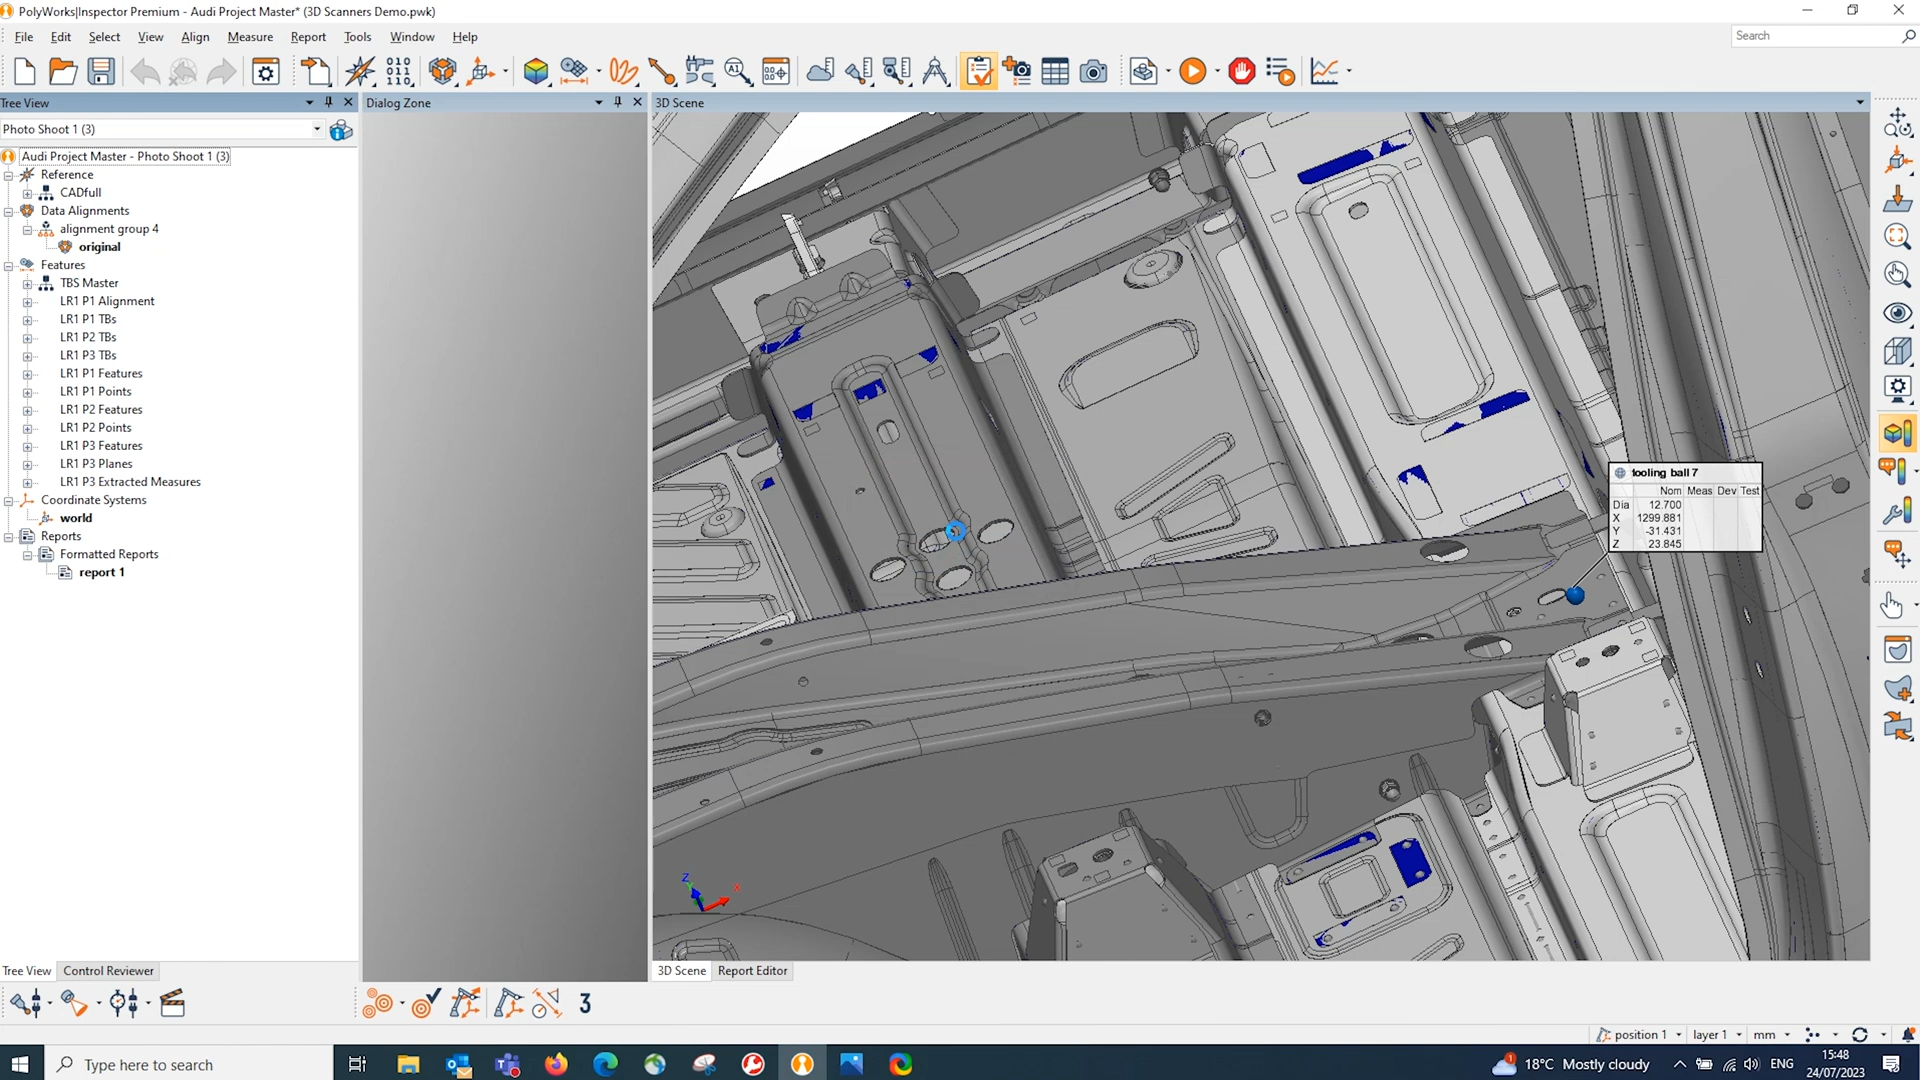 PolyWorks|Inspector Premium - Audi Project Master* (3D Scanners Demo.pwk)
File Edit Select View Align Measure Report Tools Window Help
Search
Tree View
Dialog Zone
3D Scene
Photo Shoot 1 (3)
Audi Project Master - Photo Shoot 1 (3)
Reference
CADfull
Data Alignments
alignment group 4
original
Features
TBS Master
LR1 P1 Alignment
LR1 P1 TBs
LR1 P2 TBs
LR1 P3 TBs
LR1 P1 Features
LR1 P1 Points
LR1 P2 Features
LR1 P2 Points
LR1 P3 Features
LR1 P3 Planes
LR1 P3 Extracted Measures
Coordinate Systems
world
Reports
Formatted Reports
report 1
tooling ball 7
Nom Meas Dev Test
Dia 12.700
X 1299.881
Y -31.431
Z 23.845
Z
X
Tree View Control Reviewer
3D Scene Report Editor
3
position 1 layer 1 mm
Type here to search
1
18°C Mostly cloudy
ENG
15:48
24/07/2023